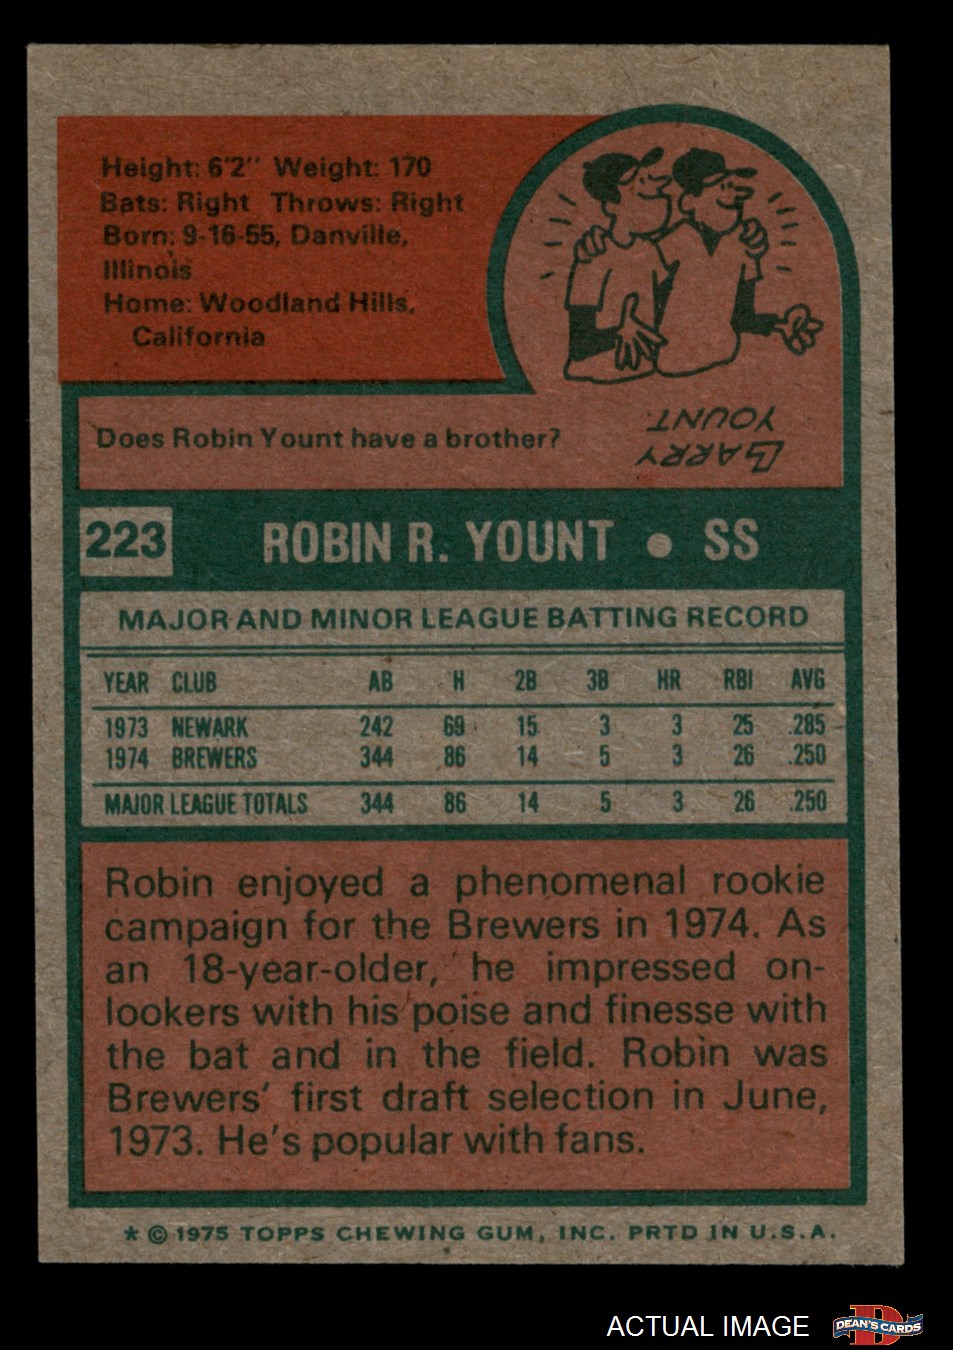 Height: 6'2" Weight: 170
Bats: Right Throws: Right
Born: 9-16-55, Danville,
Illinois
Home: Woodland Hills,
California
Does Robin Yount have a brother?
LARRY
YOUNT.
223 ROBIN R. YOUNT • SS
MAJOR AND MINOR LEAGUE BATTING RECORD
YEAR CLUB AB H 2B 3B HR RBI AVG
1973 NEWARK 242 69 15 3 3 25 .285
1974 BREWERS 344 86 14 5 3 26 .250
MAJOR LEAGUE TOTALS 344 86 14 5 3 26 .250
Robin enjoyed a phenomenal rookie
campaign for the Brewers in 1974. As
an 18-year-older, he impressed on-
lookers with his poise and finesse with
the bat and in the field. Robin was
Brewers' first draft selection in June,
1973. He's popular with fans.
* © 1975 TOPPS CHEWING GUM, INC. PRTD IN U.S.A.
ACTUAL IMAGE
DEAN'S CARDS